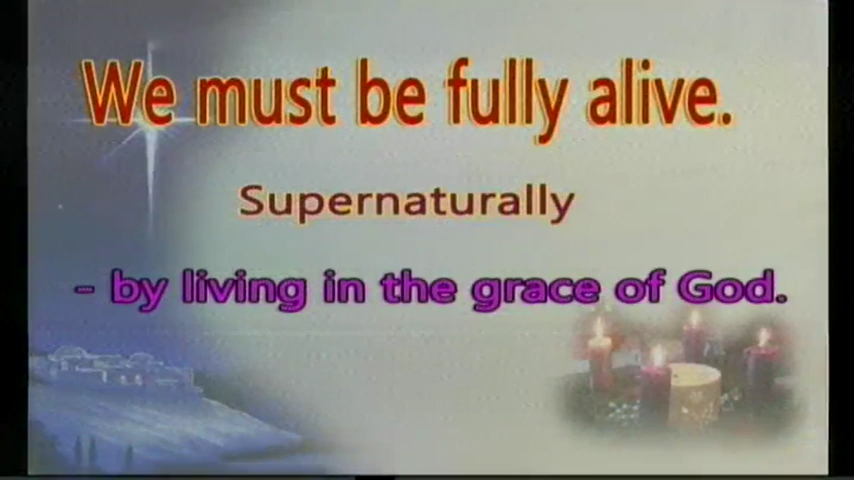 We must be fully alive.
Supernaturally
- by living in the grace of God.